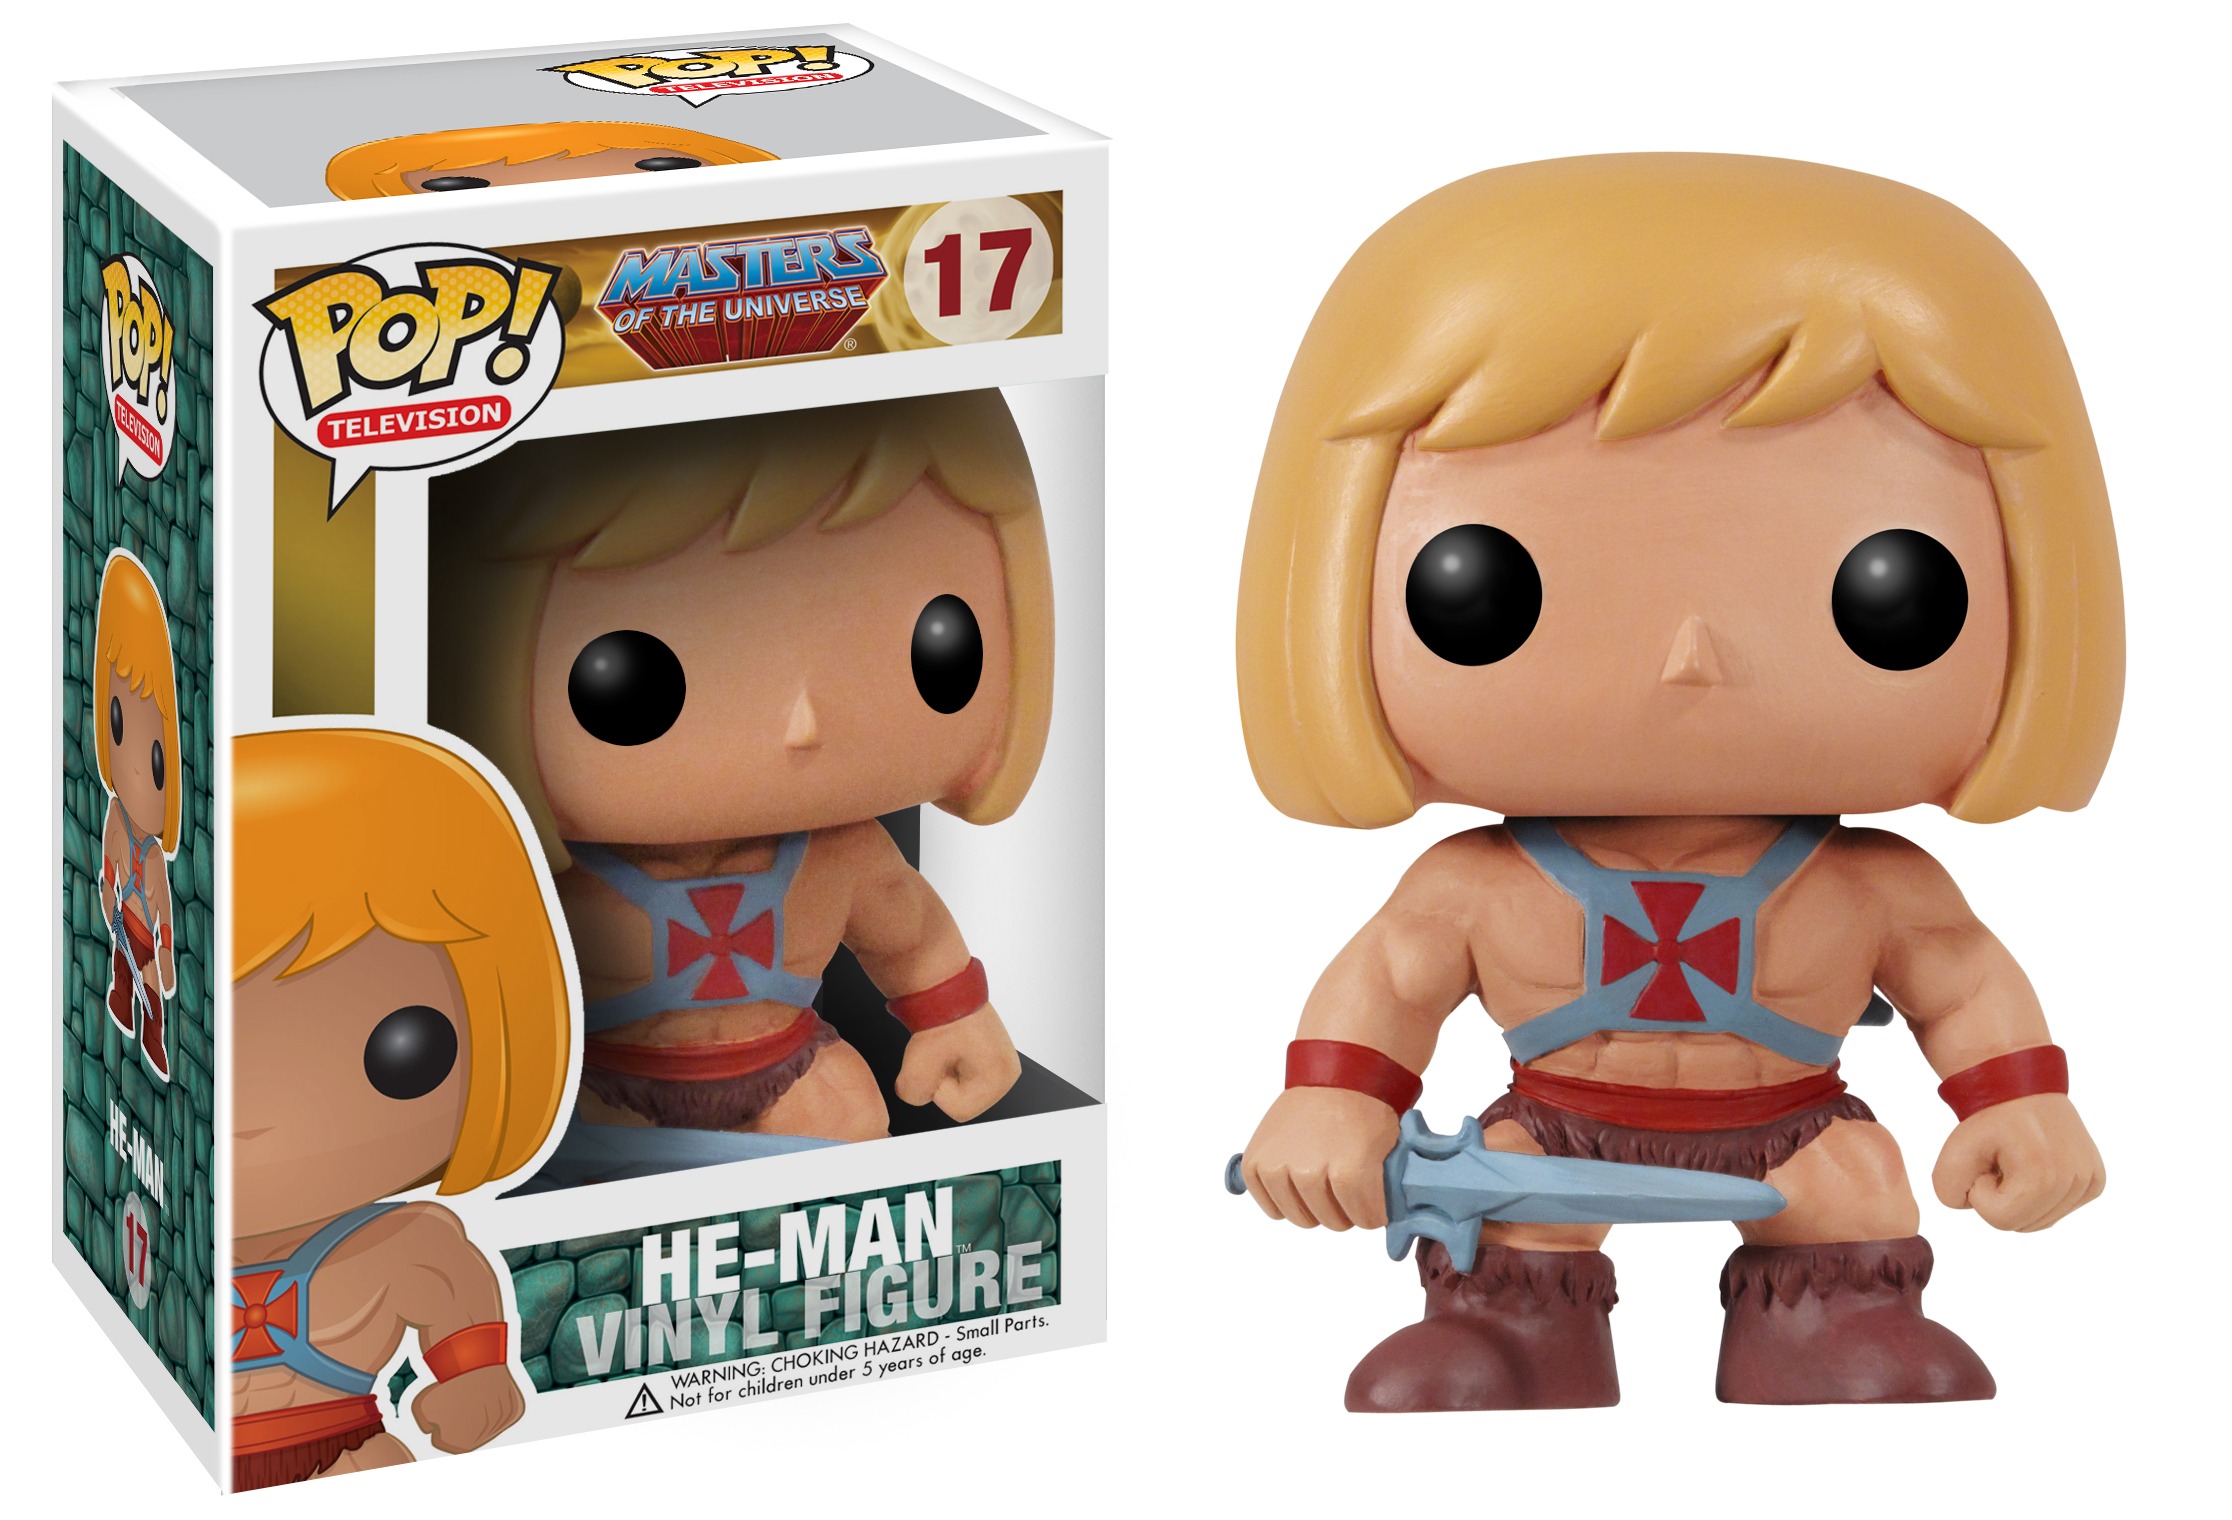 POP!
TELEVISION
POP!
TELEVISION
MASTERS
OF THE UNIVERSE
®
17
POP!
TELEVISION
HE-MAN
17
HE-MAN™
VINYL FIGURE
WARNING: CHOKING HAZARD - Small Parts.
Not for children under 5 years of age.